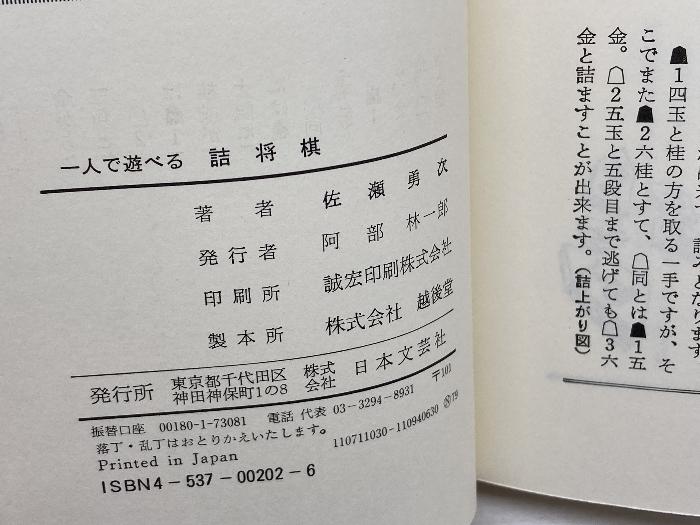 一人で遊べる 詰将棋
著者 佐瀬勇次
発行者 阿部林一郎
印刷所 誠宏印刷株式会社
製本所 株式会社 越後堂
発行所 東京都千代田区神田神保町1の8 株式会社 日本文芸社
〒101
振替口座 00180-1-73081 電話 代表 03-3294-8931
落丁・乱丁はおとりかえいたします。
110711030-110940630 Ⓢ79
Printed in Japan
ISBN4-537-00202-6
☗1四玉と桂の方を取る一手ですが、そ
こでまた☗2六桂とすて、☖同とは☗1五
金。☖2五玉と五段目まで逃げても☖3六
金と詰ますことが出来ます。(詰上がり図)